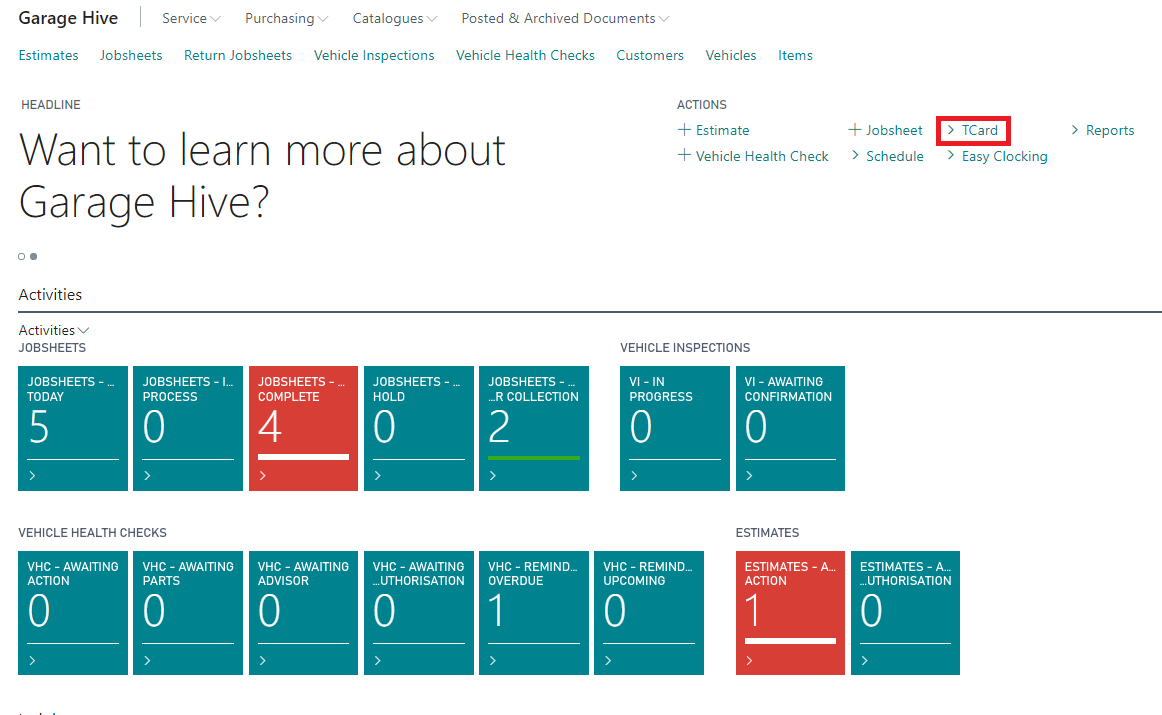 Garage Hive Service Purchasing Catalogues Posted & Archived Documents
Estimates Jobsheets Return Jobsheets Vehicle Inspections Vehicle Health Checks Customers Vehicles Items
HEADLINE
Want to learn more about
Garage Hive?
ACTIONS
Estimate Jobsheet TCard Reports
Vehicle Health Check Schedule Easy Clocking
Activities
Activities
JOBSHEETS
JOBSHEETS - ...
TODAY
5
JOBSHEETS - I...
PROCESS
0
JOBSHEETS - ...
COMPLETE
4
JOBSHEETS - ...
HOLD
0
JOBSHEETS - ...
...R COLLECTION
2
VEHICLE INSPECTIONS
VI - IN
PROGRESS
0
VI - AWAITING
CONFIRMATION
0
VEHICLE HEALTH CHECKS
VHC - AWAITING
ACTION
0
VHC - AWAITING
PARTS
0
VHC - AWAITING
ADVISOR
0
VHC - AWAITING
...UTHORISATION
0
VHC - REMIND...
OVERDUE
1
VHC - REMIND...
UPCOMING
0
ESTIMATES
ESTIMATES - A...
ACTION
1
ESTIMATES - A...
...UTHORISATION
0